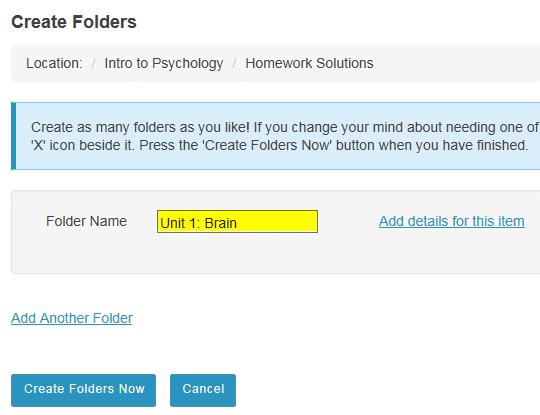 Create Folders
Location: / Intro to Psychology / Homework Solutions
Create as many folders as you like! If you change your mind about needing one of
'X' icon beside it. Press the 'Create Folders Now' button when you have finished.
Folder Name Unit 1: Brain Add details for this item
Add Another Folder
Create Folders Now Cancel